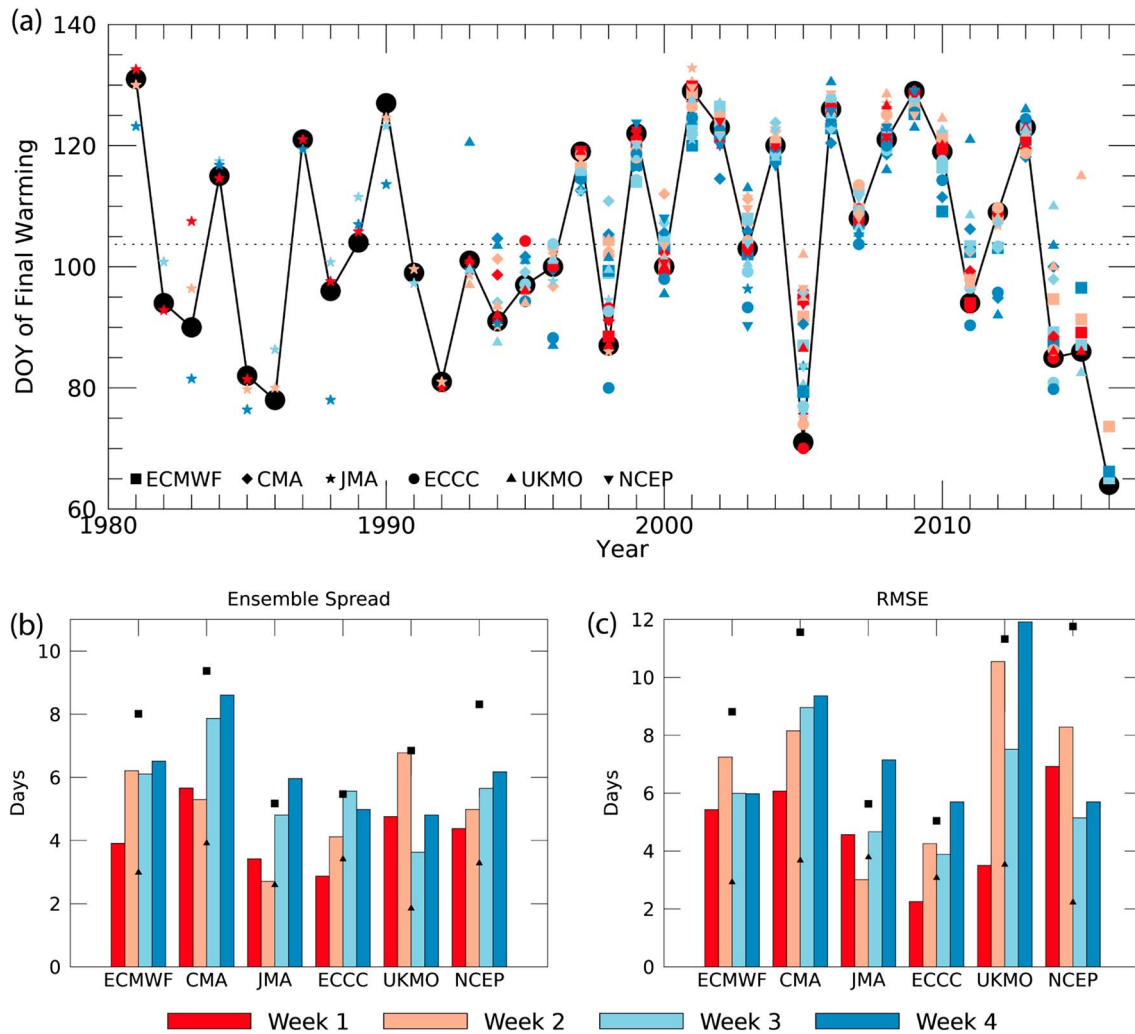 (a)
140
120
100
80
60
DOY of Final Warming
ECMWF CMA JMA ECCC UKMO NCEP
1980 1990 2000 2010
Year
(b)
Ensemble Spread
10
8
6
4
2
0
Days
ECMWF CMA JMA ECCC UKMO NCEP
(c)
RMSE
12
10
8
6
4
2
0
Days
ECMWF CMA JMA ECCC UKMO NCEP
Week 1 Week 2 Week 3 Week 4